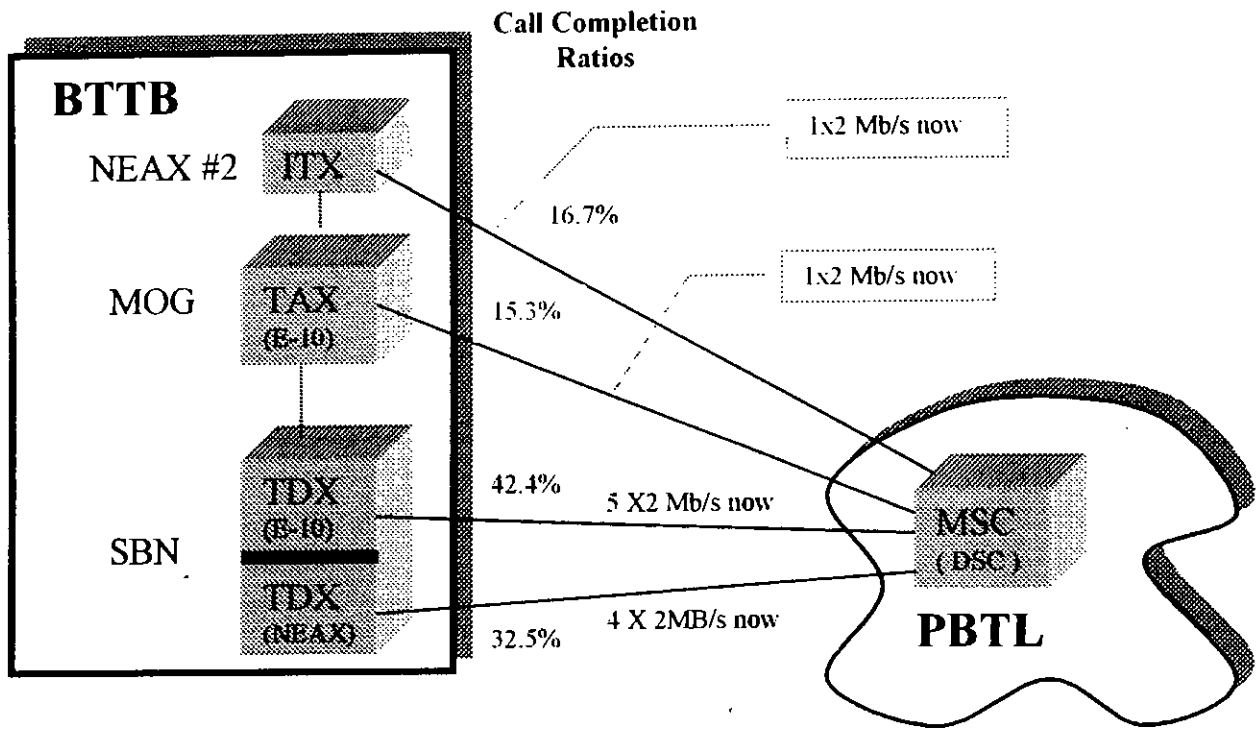 Call Completion
Ratios
BTTB
NEAX #2
ITX
1x2 Mb/s now
16.7%
MOG
TAX
(E-10)
15.3%
1x2 Mb/s now
SBN
TDX
(E-10)
42.4%
5 X2 Mb/s now
TDX
(NEAX)
32.5%
4 X 2MB/s now
MSC
( DSC )
PBTL